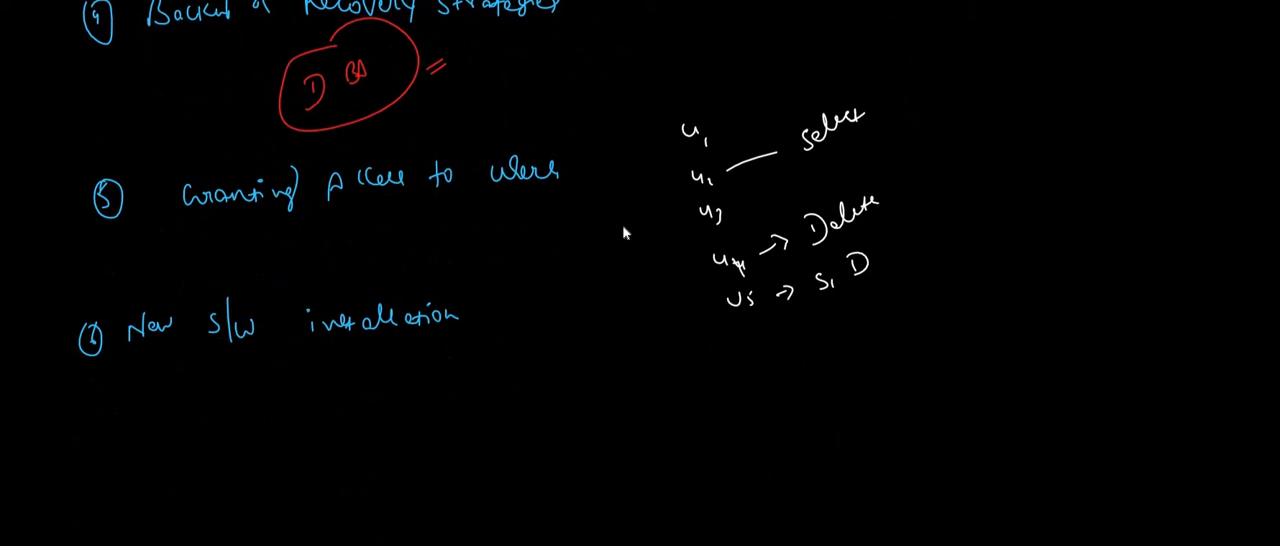 ④ Backup & Recovery Strategies
DBA
⑤ Granting Access to users
⑥ New S/W installation
u1
u2 — Select
u3
u4 → Delete
u5 → S, D